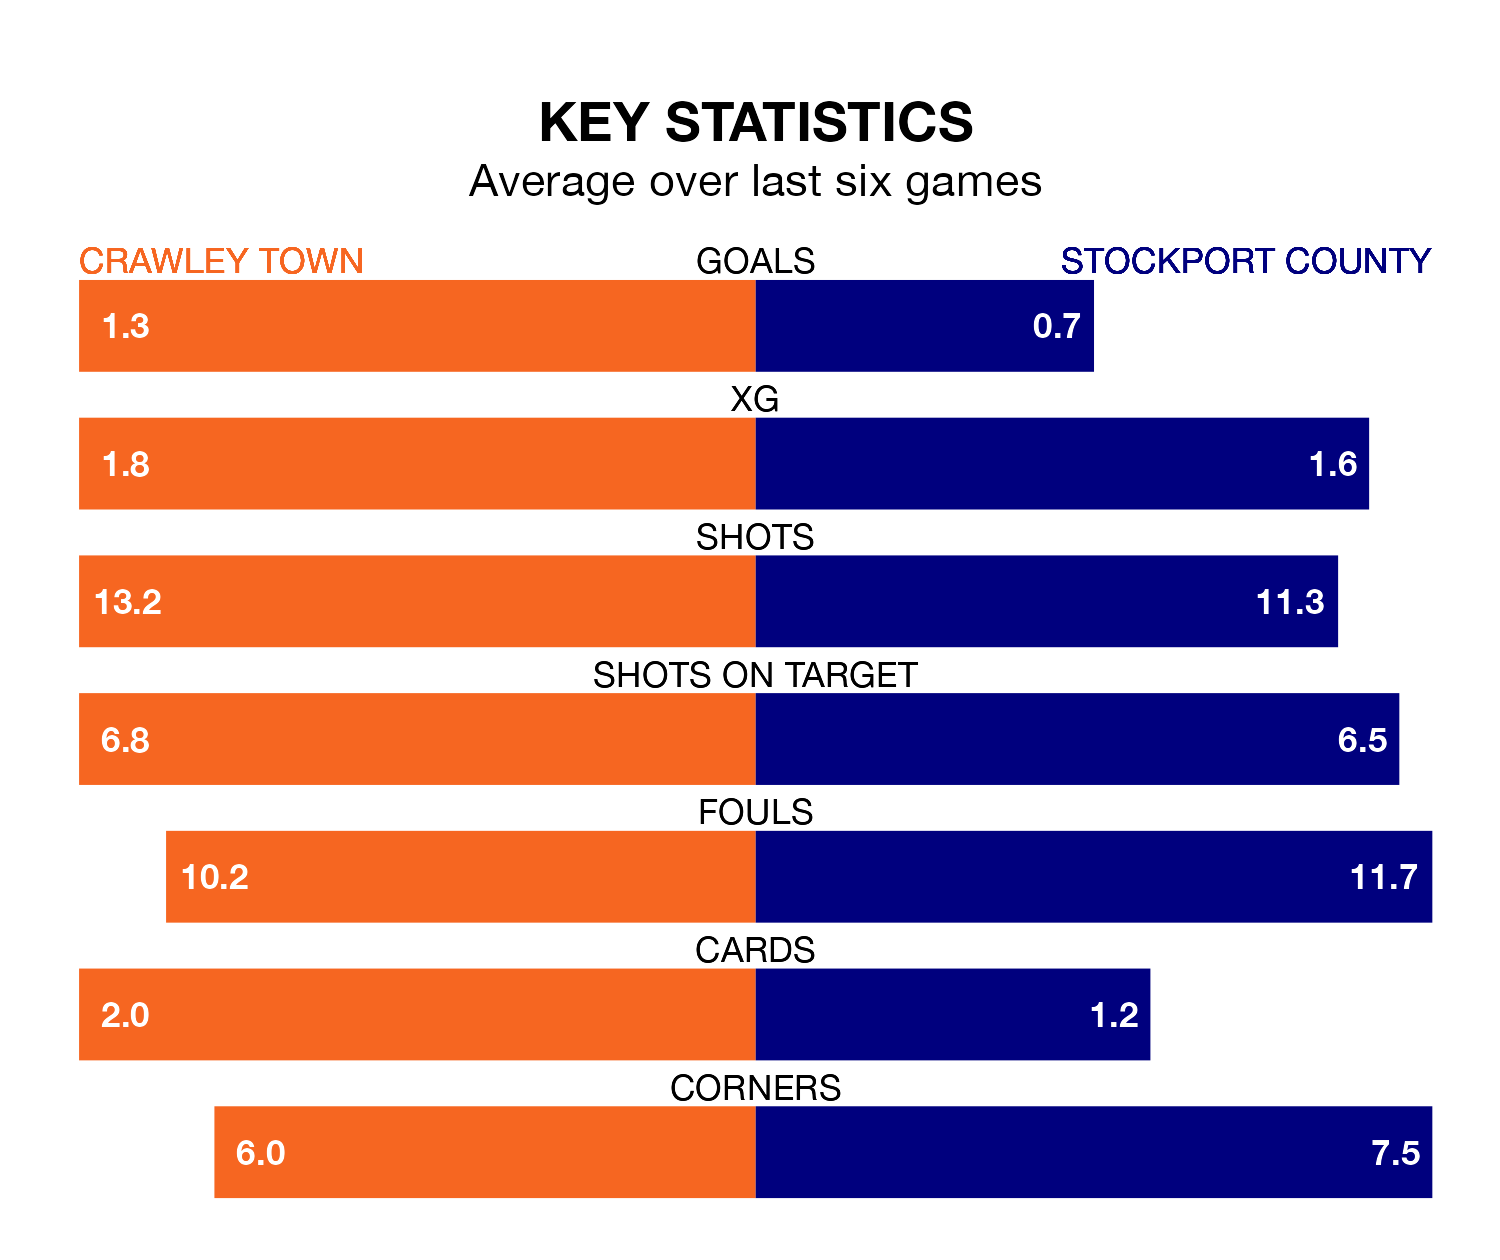 KEY STATISTICS
Average over last six games
CRAWLEY TOWN GOALS STOCKPORT COUNTY
1.3 0.7
XG
1.8 1.6
SHOTS
13.2 11.3
SHOTS ON TARGET
6.8 6.5
FOULS
10.2 11.7
CARDS
2.0 1.2
CORNERS
6.0 7.5